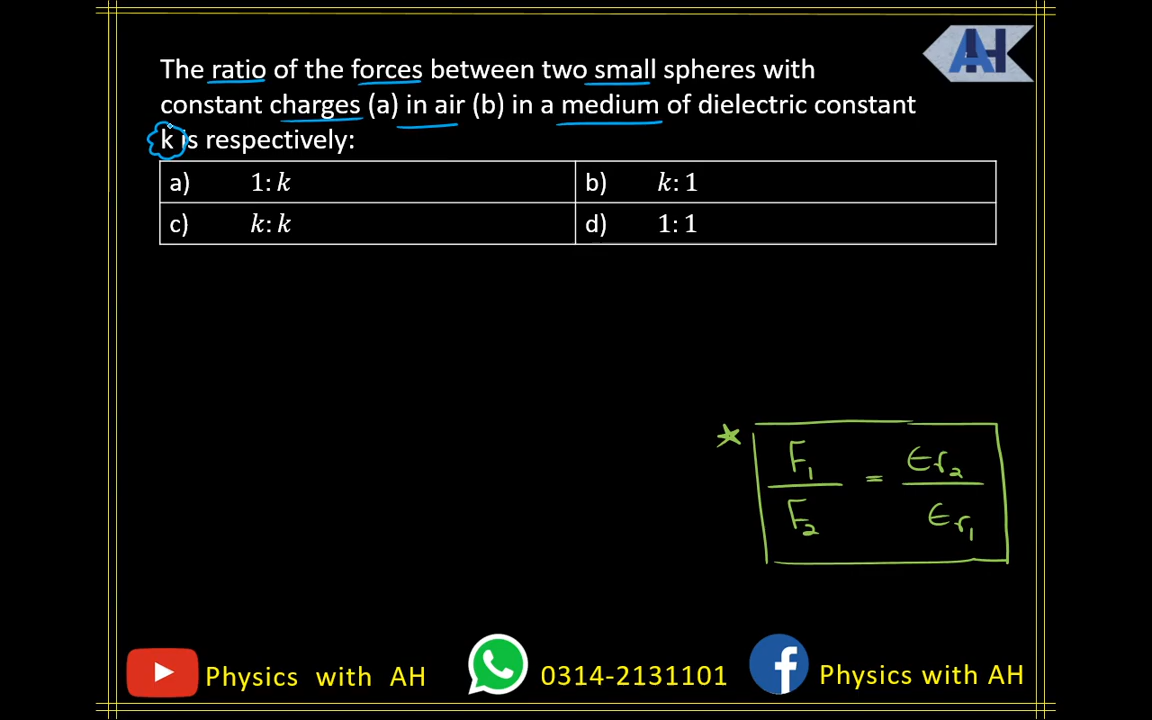 AH
The ratio of the forces between two small spheres with
constant charges (a) in air (b) in a medium of dielectric constant
k is respectively:
a) 1: k b) k: 1
c) k: k d) 1: 1
* F₁ / F₂ = ϵr₂ / ϵr₁
Physics with AH 0314-2131101 Physics with AH